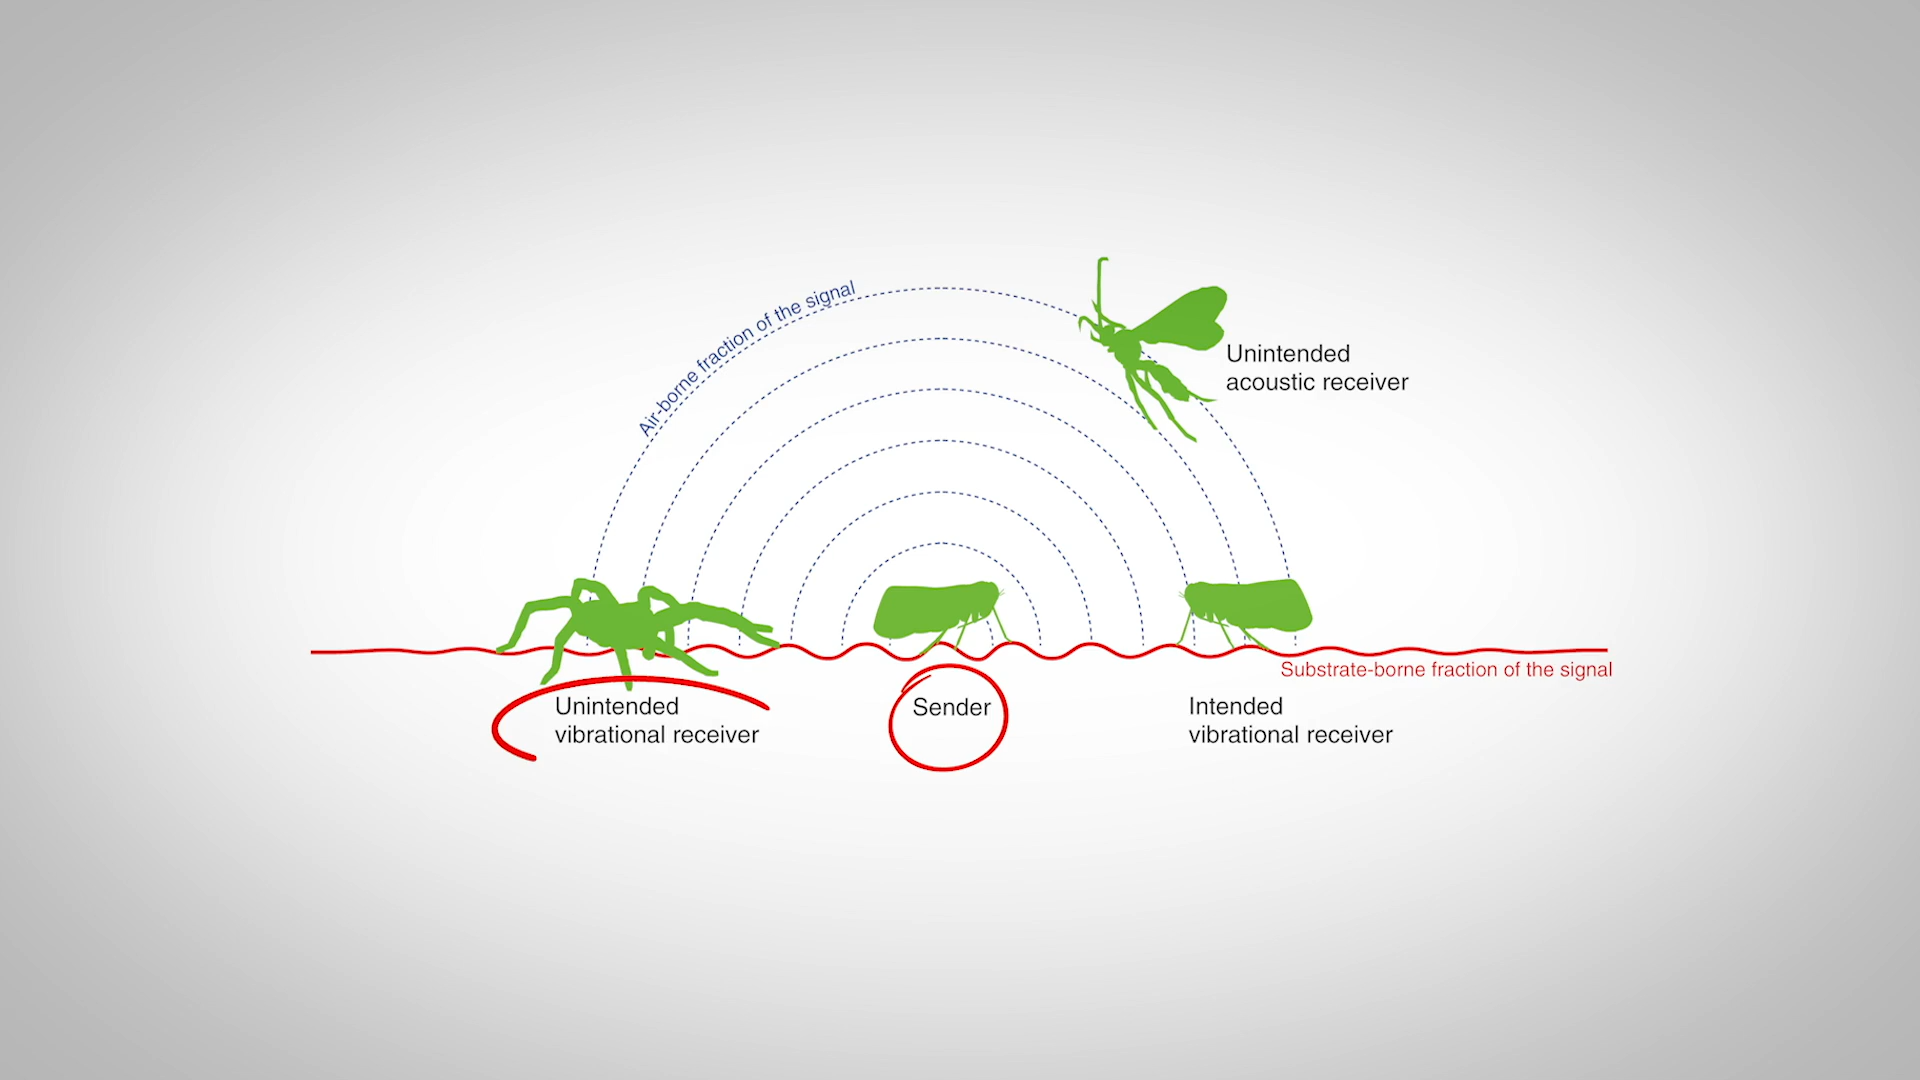 Air-borne fraction of the signal
Unintended
acoustic receiver
Substrate-borne fraction of the signal
Unintended
vibrational receiver
Sender
Intended
vibrational receiver